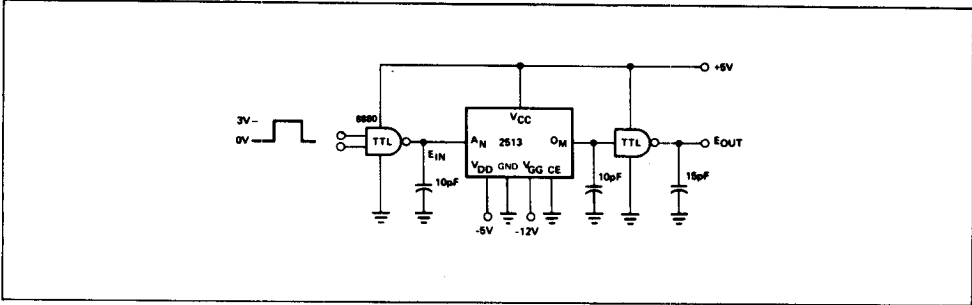 +5V
8880
3V
0V
TTL
EIN
10pF
VCC
AN 2513 OM
VDD GND VGG CE
-5V -12V
10pF
TTL
EOUT
15pF